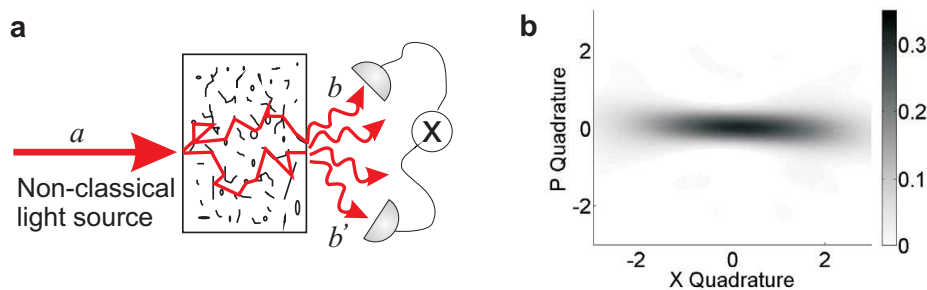 a
a
Non-classical
light source
b
b'
X
b
P Quadrature
2
0
-2
-2
0
2
X Quadrature
0.3
0.2
0.1
0